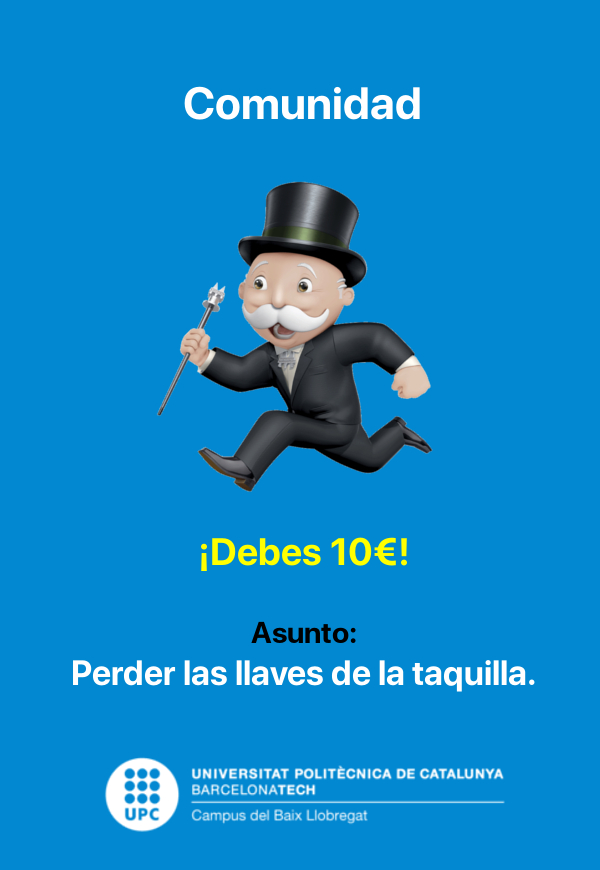 Comunidad
¡Debes 10€!
Asunto:
Perder las llaves de la taquilla.
UNIVERSITAT POLITÈCNICA DE CATALUNYA
BARCELONATECH
UPC
Campus del Baix Llobregat